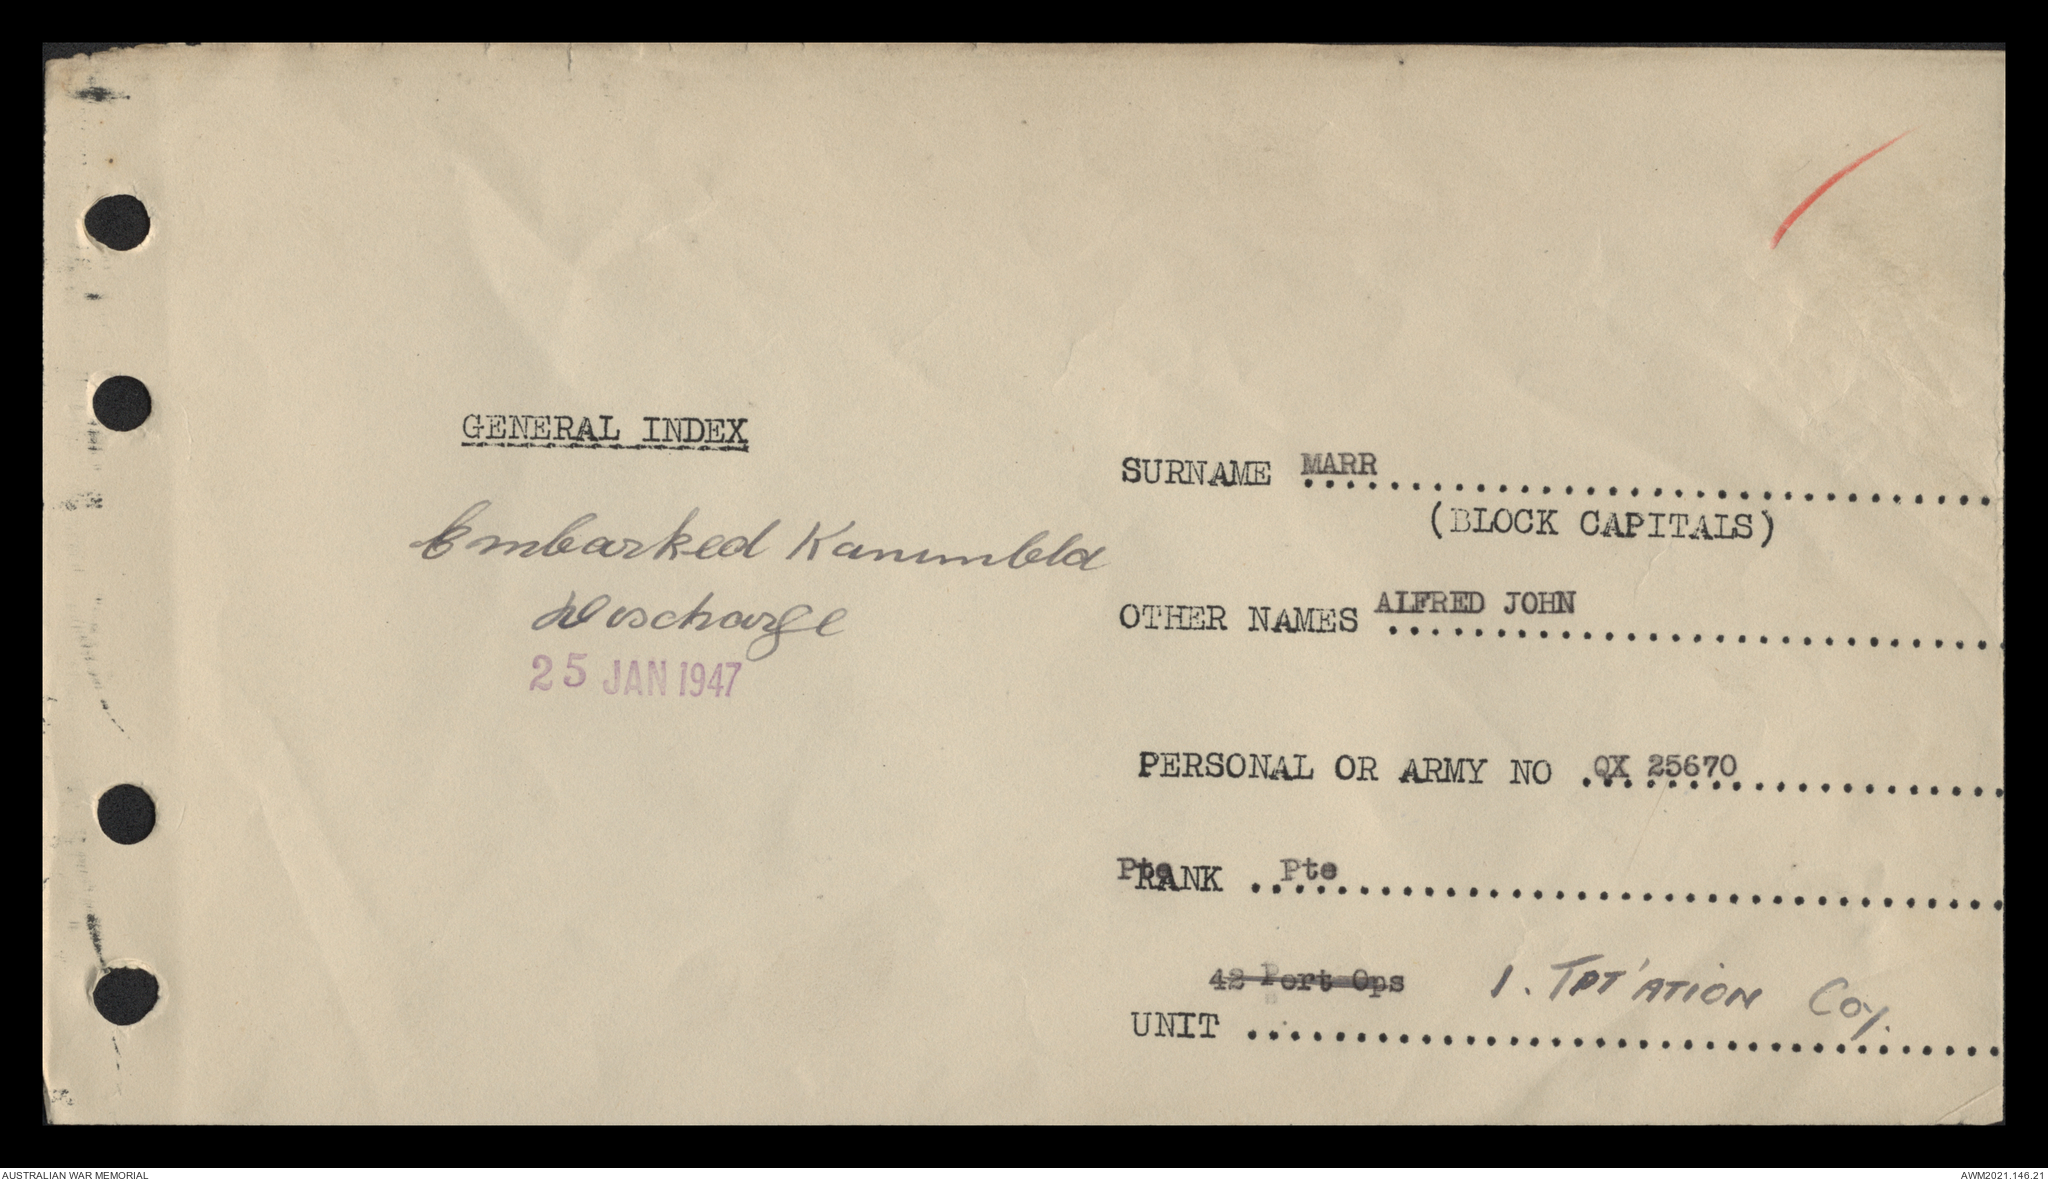 GENERAL INDEX
Embarked Kanimbla
Discharge
25 JAN 1947
SURNAME MARR
(BLOCK CAPITALS)
OTHER NAMES ALFRED JOHN
PERSONAL OR ARMY NO QX 25670
Pte RANK Pte
42 Port Ops 1. TPT'ATION Coy.
UNIT
AUSTRALIAN WAR MEMORIAL
AWM2021.146.21